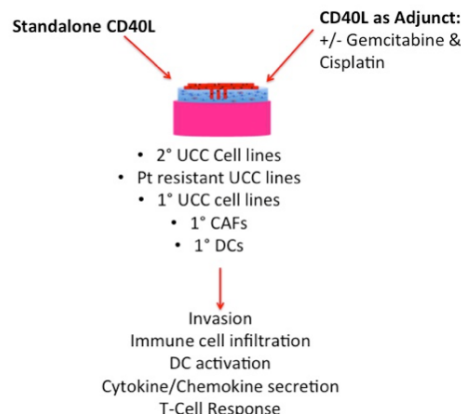 Standalone CD40L
CD40L as Adjunct:
+/- Gemcitabine &
Cisplatin
• 2° UCC Cell lines
• Pt resistant UCC lines
• 1° UCC cell lines
• 1° CAFs
• 1° DCs
Invasion
Immune cell infiltration
DC activation
Cytokine/Chemokine secretion
T-Cell Response